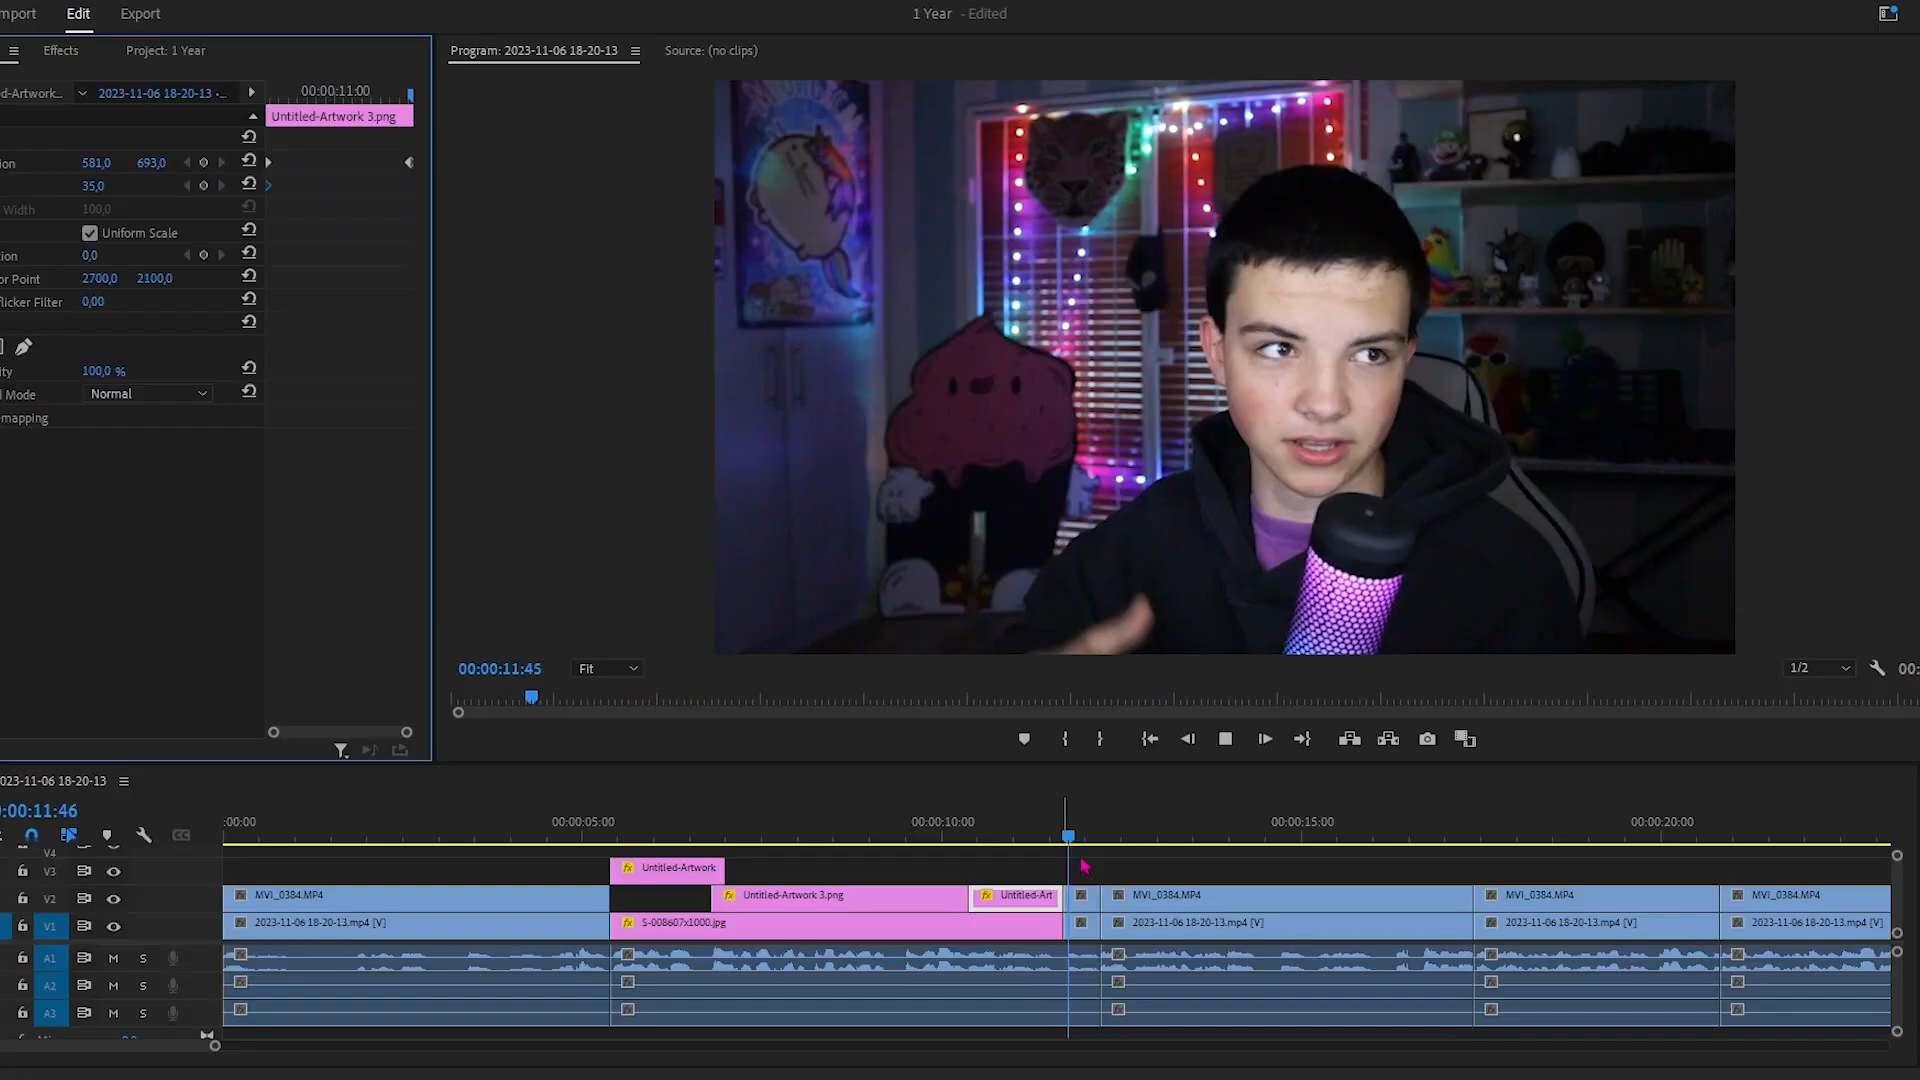 mport Edit Export 1 Year - Edited
Effects Project: 1 Year Program: 2023-11-06 18-20-13 Source: (no clips)
d-Artwork... 2023-11-06 18-20-13 -... 00:00:11:00
Untitled-Artwork 3.png
ion 581,0 693,0
35,0
Width 100,0
Uniform Scale
tion 0,0
or Point 2700,0 2100,0
licker Filter 0,00
ity 100,0 %
d Mode Normal
mapping
00:00:11:45 Fit 1/2 00:
023-11-06 18-20-13
:00:11:46
:00:00 00:00:05:00 00:00:10:00 00:00:15:00 00:00:20:00
V4
V3 fx Untitled-Artwork
V2 MVI_0384.MP4 fx Untitled-Artwork 3.png fx Untitled-Art MVI_0384.MP4 MVI_0384.MP4 MVI_0384.MP4
V1 2023-11-06 18-20-13.mp4 [V] fx S-008607x1000.jpg 2023-11-06 18-20-13.mp4 [V] 2023-11-06 18-20-13.mp4 [V] 2023-11-06 18-20-13.mp4 [V]
A1 M S
A2 M S
A3 M S